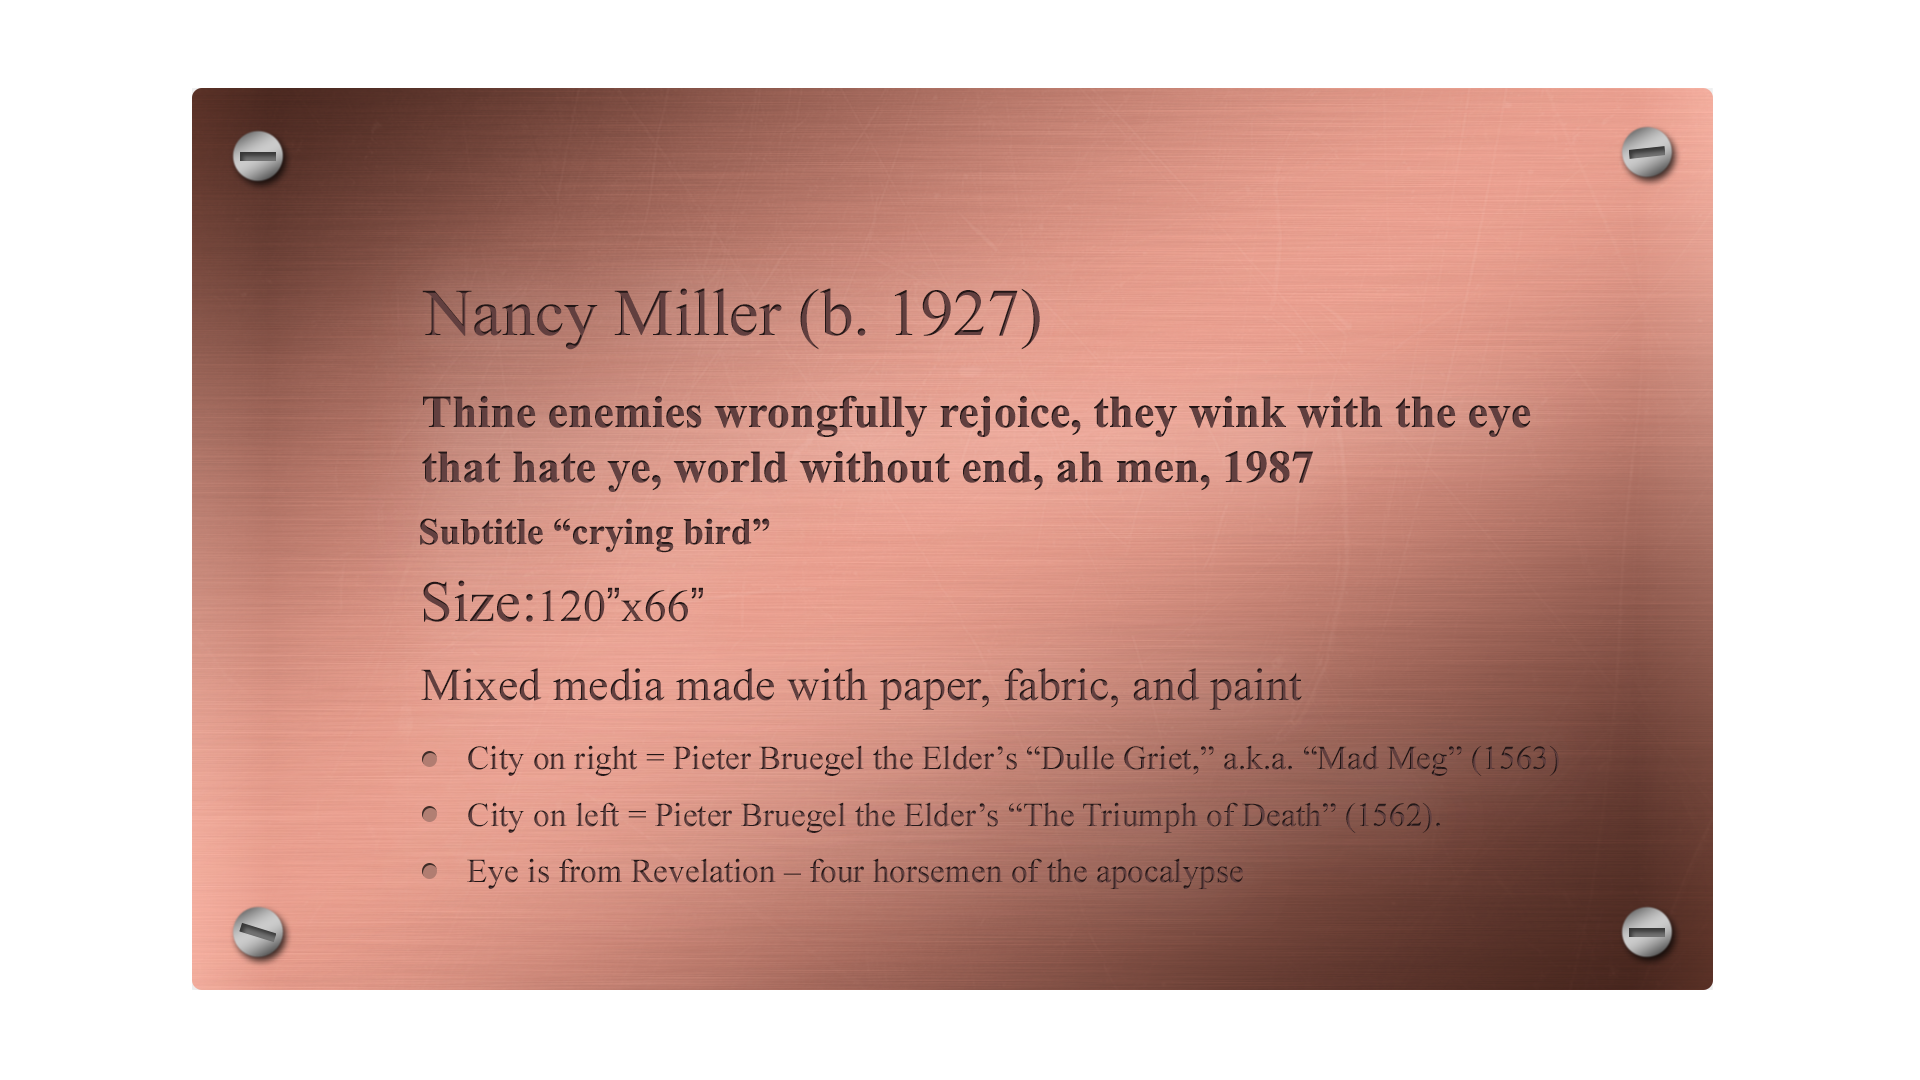 Nancy Miller (b. 1927)
Thine enemies wrongfully rejoice, they wink with the eye
that hate ye, world without end, ah men, 1987
Subtitle “crying bird”
Size:120”x66”
Mixed media made with paper, fabric, and paint
• City on right = Pieter Bruegel the Elder’s “Dulle Griet,” a.k.a. “Mad Meg” (1563)
• City on left = Pieter Bruegel the Elder’s “The Triumph of Death” (1562).
• Eye is from Revelation – four horsemen of the apocalypse